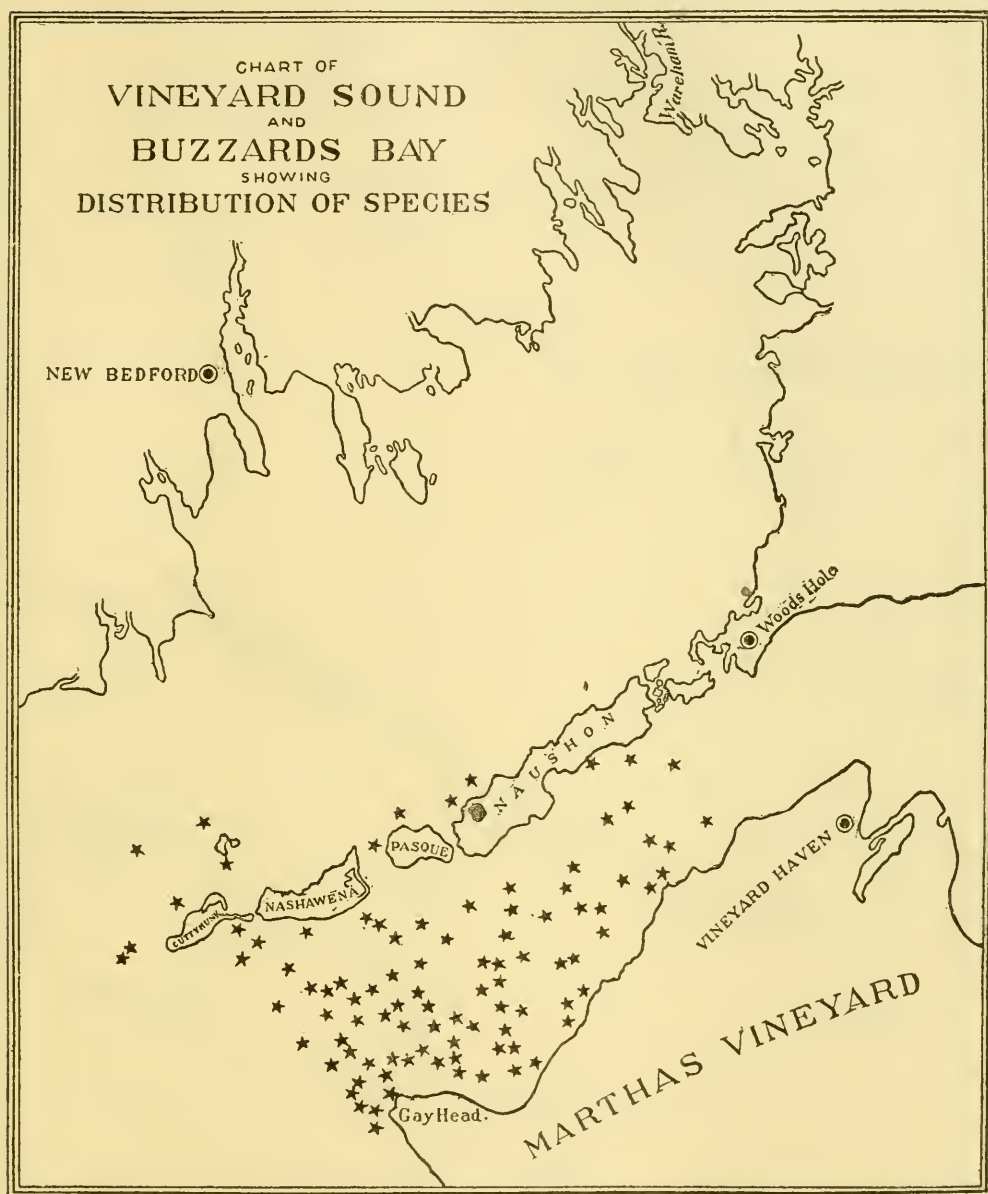 CHART OF
VINEYARD SOUND
AND
BUZZARDS BAY
SHOWING
DISTRIBUTION OF SPECIES
Wareham R.
NEW BEDFORD
Woods Hole
NAUSHON
PASQUE
NASHAWENA
CUTTYHUNK
VINEYARD HAVEN
MARTHAS VINEYARD
Gay Head.